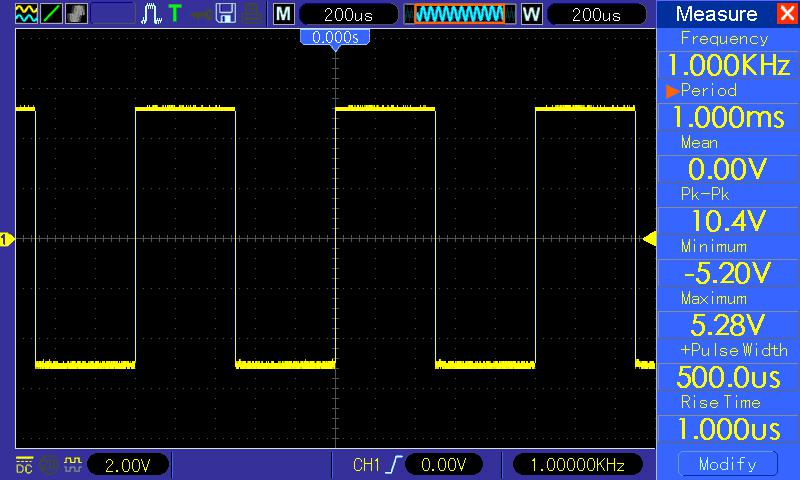 T M 200us W 200us Measure
0.000s
Frequency
1.000KHz
Period
1.000ms
Mean
0.00V
Pk-Pk
10.4V
1
Minimum
-5.20V
Maximum
5.28V
+Pulse Width
500.0us
Rise Time
1.000us
DC 2.00V CH1 0.00V 1.00000KHz Modify